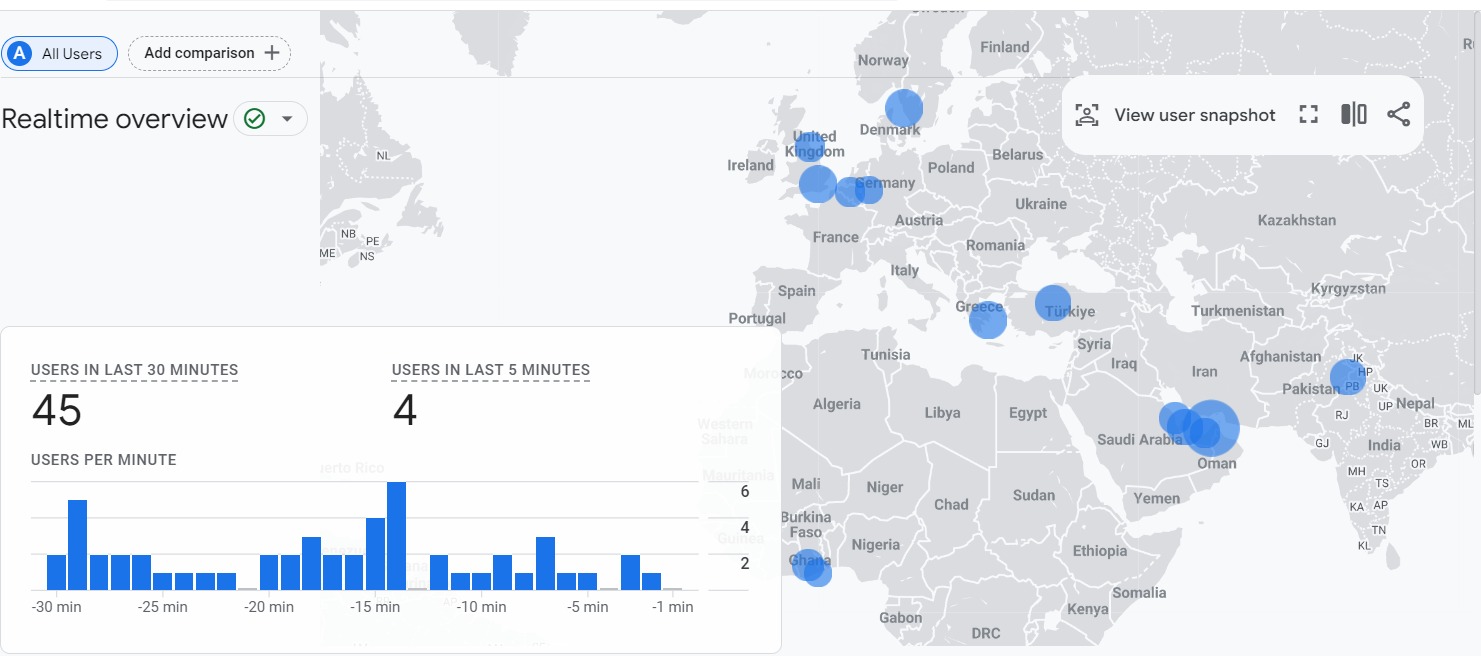 A All Users
Add comparison +
Realtime overview
View user snapshot
USERS IN LAST 30 MINUTES
45
USERS IN LAST 5 MINUTES
4
USERS PER MINUTE
6
4
2
-30 min
-25 min
-20 min
-15 min
-10 min
-5 min
-1 min
Sweden
Finland
Norway
Denmark
United
Kingdom
Ireland
Belarus
Poland
Germany
Ukraine
Austria
Kazakhstan
France
Romania
Italy
Kyrgyzstan
Spain
Greece
Türkiye
Turkmenistan
Portugal
Syria
Tunisia
Afghanistan
Iraq
Iran
Morocco
Pakistan
JK
HP
PB
UK
Algeria
Libya
Egypt
UP
Nepal
RJ
BR
ML
Western
Sahara
Saudi Arabia
GJ
India
WB
Oman
OR
MH
Mauritania
Mali
Niger
Chad
Sudan
Yemen
TS
KA
AP
Burkina
Faso
TN
Guinea
Nigeria
Ethiopia
KL
Ghana
Somalia
Kenya
Gabon
DRC
NL
NB
PE
ME
NS
uerto Rico